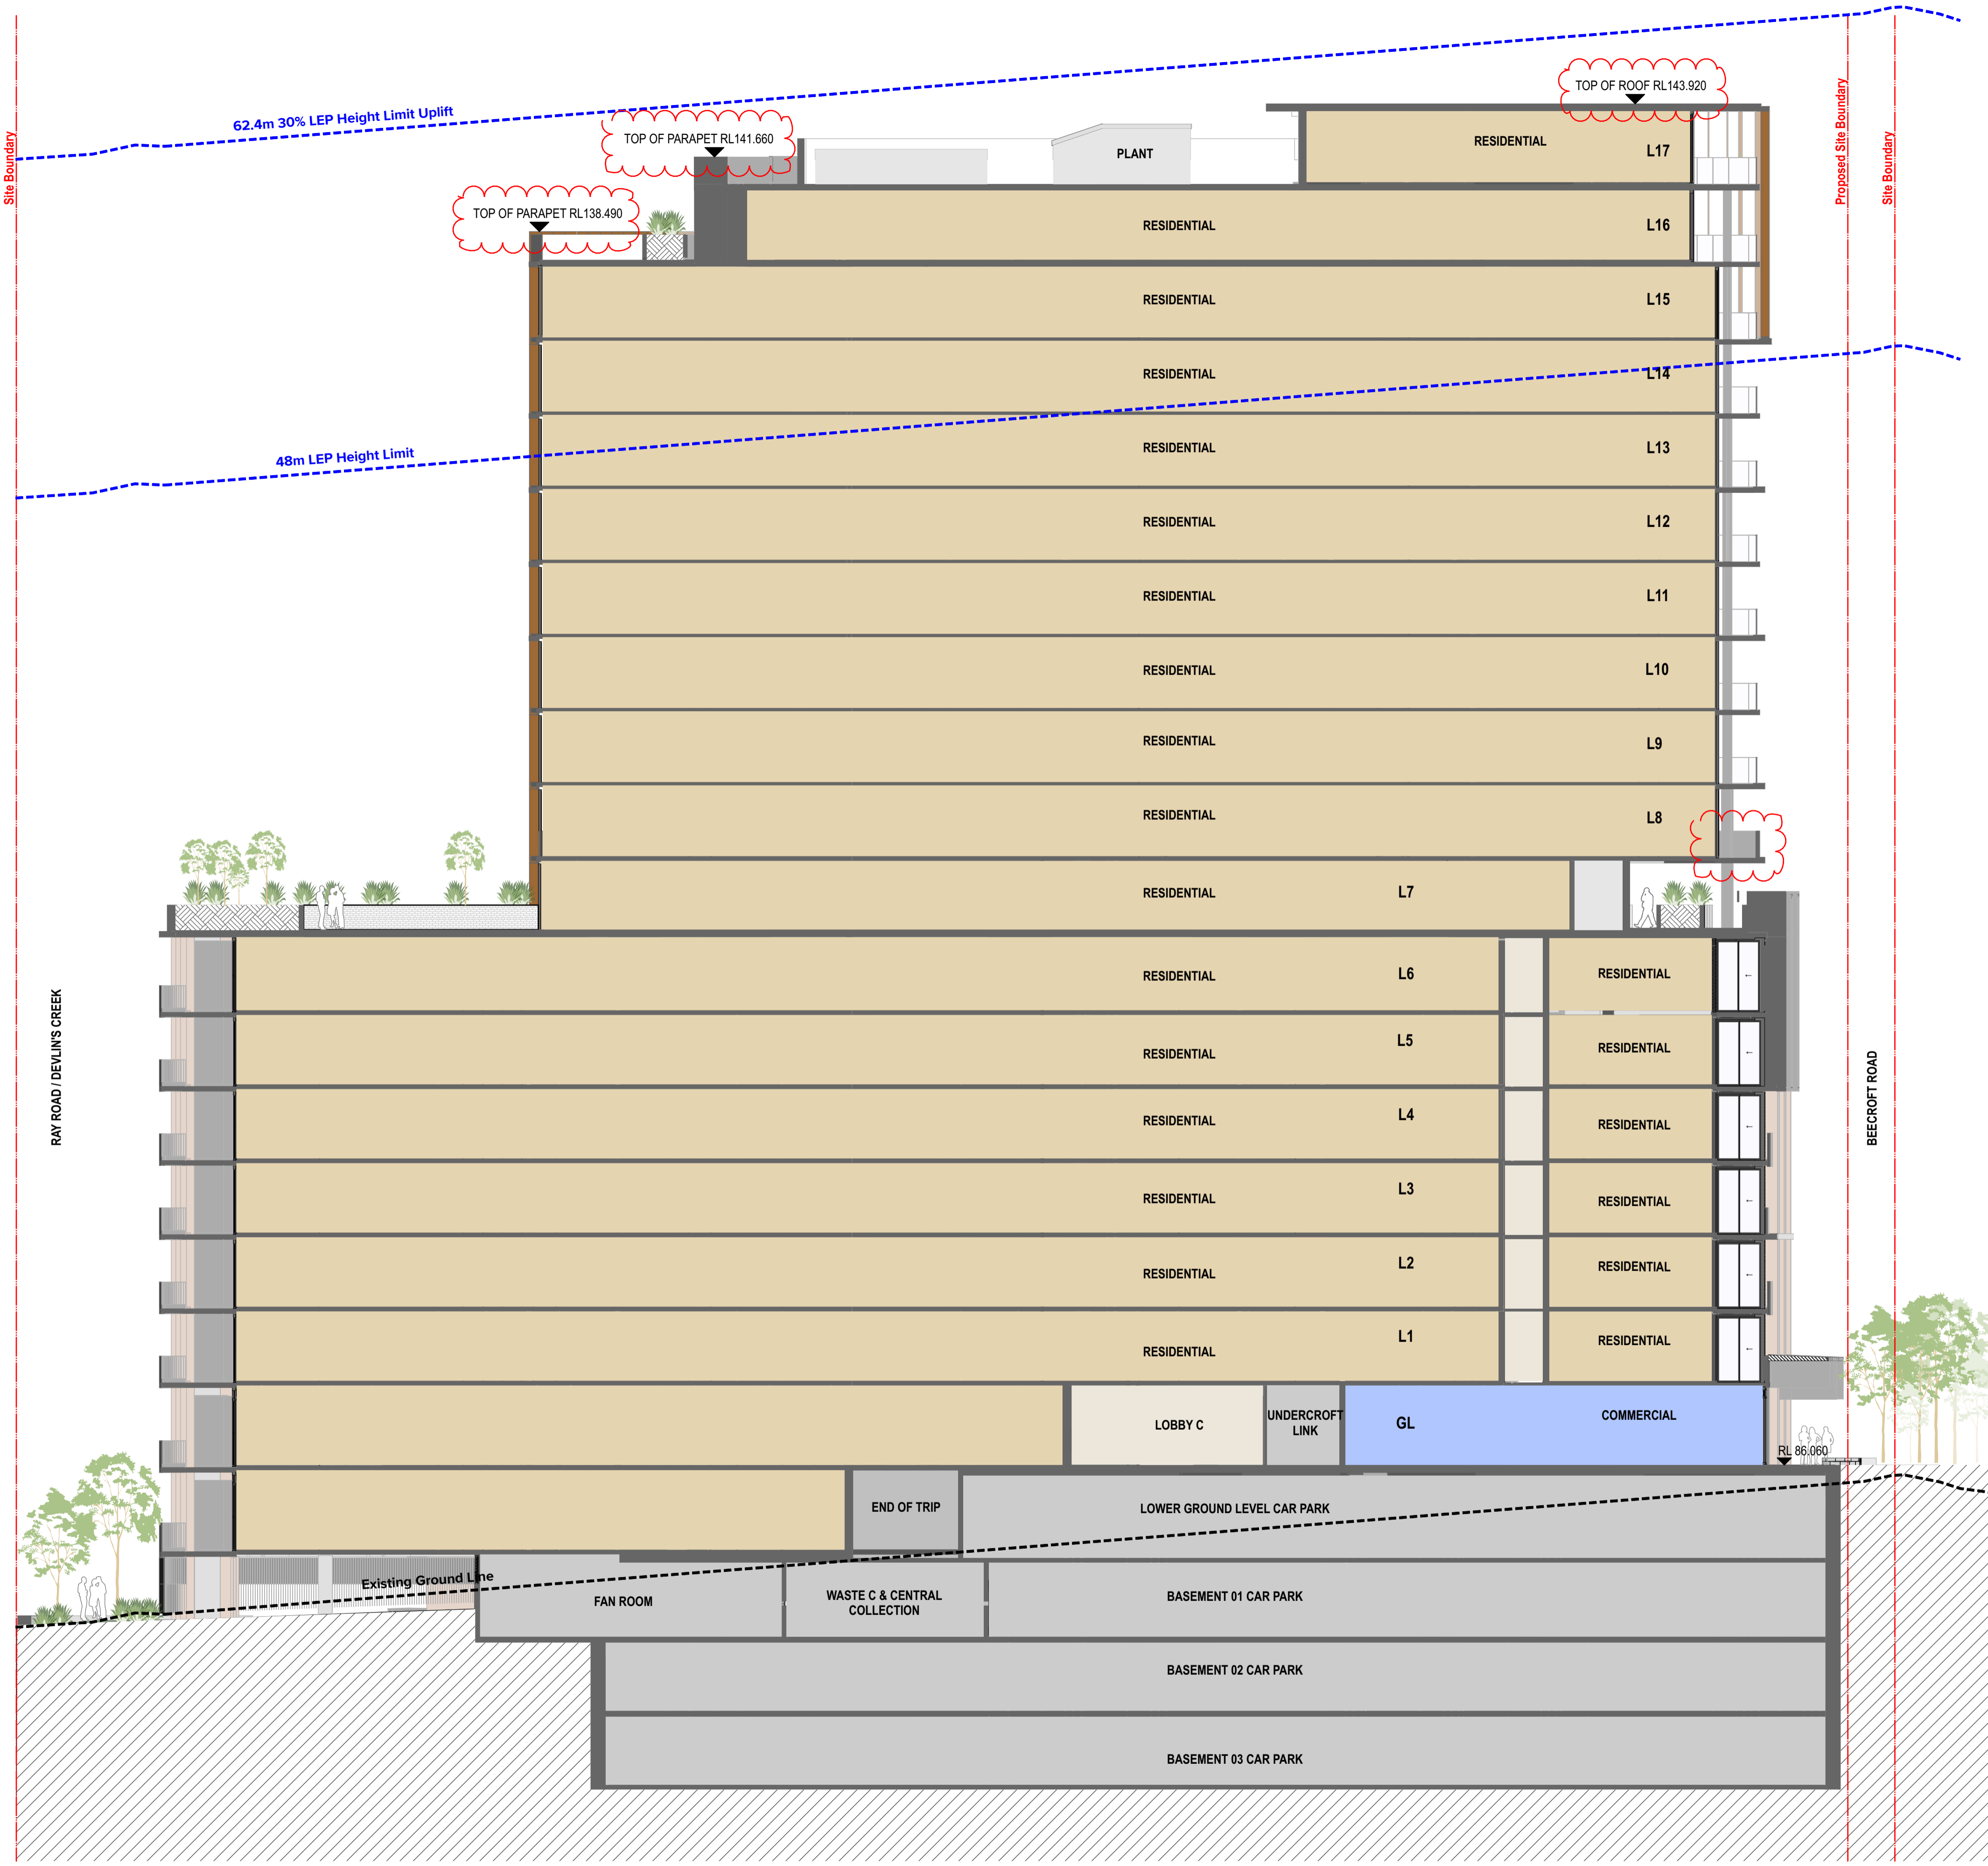 62.4m 30% LEP Height Limit Uplift
TOP OF ROOF RL143.920
TOP OF PARAPET RL141.660
TOP OF PARAPET RL138.490
Site Boundary
Proposed Site Boundary
Site Boundary
PLANT
RESIDENTIAL
L17
RESIDENTIAL
L16
RESIDENTIAL
L15
RESIDENTIAL
L14
48m LEP Height Limit
RESIDENTIAL
L13
RESIDENTIAL
L12
RESIDENTIAL
L11
RESIDENTIAL
L10
RESIDENTIAL
L9
RESIDENTIAL
L8
RESIDENTIAL
L7
RAY ROAD / DEVLIN'S CREEK
BEECROFT ROAD
RESIDENTIAL
L6
RESIDENTIAL
RESIDENTIAL
L5
RESIDENTIAL
RESIDENTIAL
L4
RESIDENTIAL
RESIDENTIAL
L3
RESIDENTIAL
RESIDENTIAL
L2
RESIDENTIAL
RESIDENTIAL
L1
RESIDENTIAL
LOBBY C
UNDERCROFT
LINK
GL
COMMERCIAL
RL 86.060
END OF TRIP
LOWER GROUND LEVEL CAR PARK
Existing Ground Line
FAN ROOM
WASTE C & CENTRAL
COLLECTION
BASEMENT 01 CAR PARK
BASEMENT 02 CAR PARK
BASEMENT 03 CAR PARK